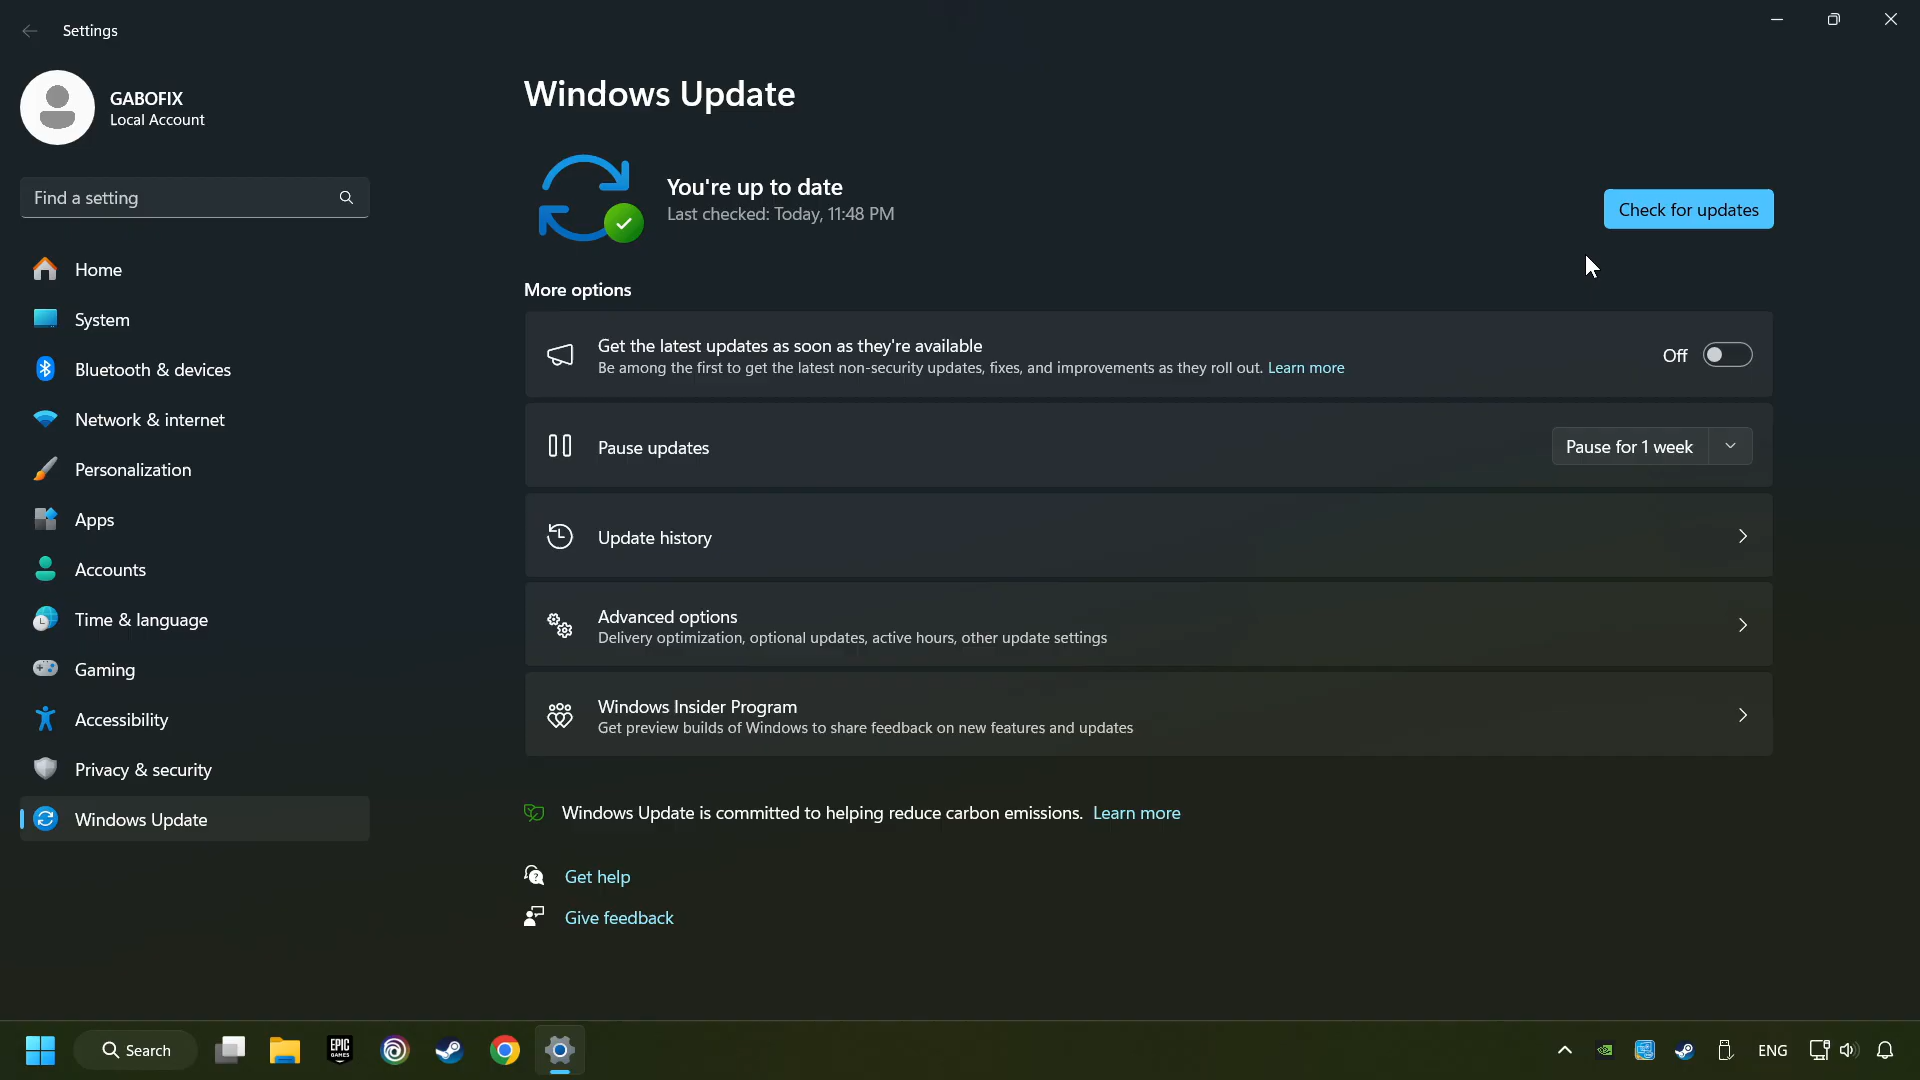 Settings
GABOFIX
Local Account
Find a setting
Home
System
Bluetooth & devices
Network & internet
Personalization
Apps
Accounts
Time & language
Gaming
Accessibility
Privacy & security
Windows Update
Windows Update
You're up to date
Last checked: Today, 11:48 PM
Check for updates
More options
Get the latest updates as soon as they're available
Be among the first to get the latest non-security updates, fixes, and improvements as they roll out. Learn more
Off
Pause updates
Pause for 1 week
Update history
Advanced options
Delivery optimization, optional updates, active hours, other update settings
Windows Insider Program
Get preview builds of Windows to share feedback on new features and updates
Windows Update is committed to helping reduce carbon emissions. Learn more
Get help
Give feedback
Search
EPIC
GAMES
ENG